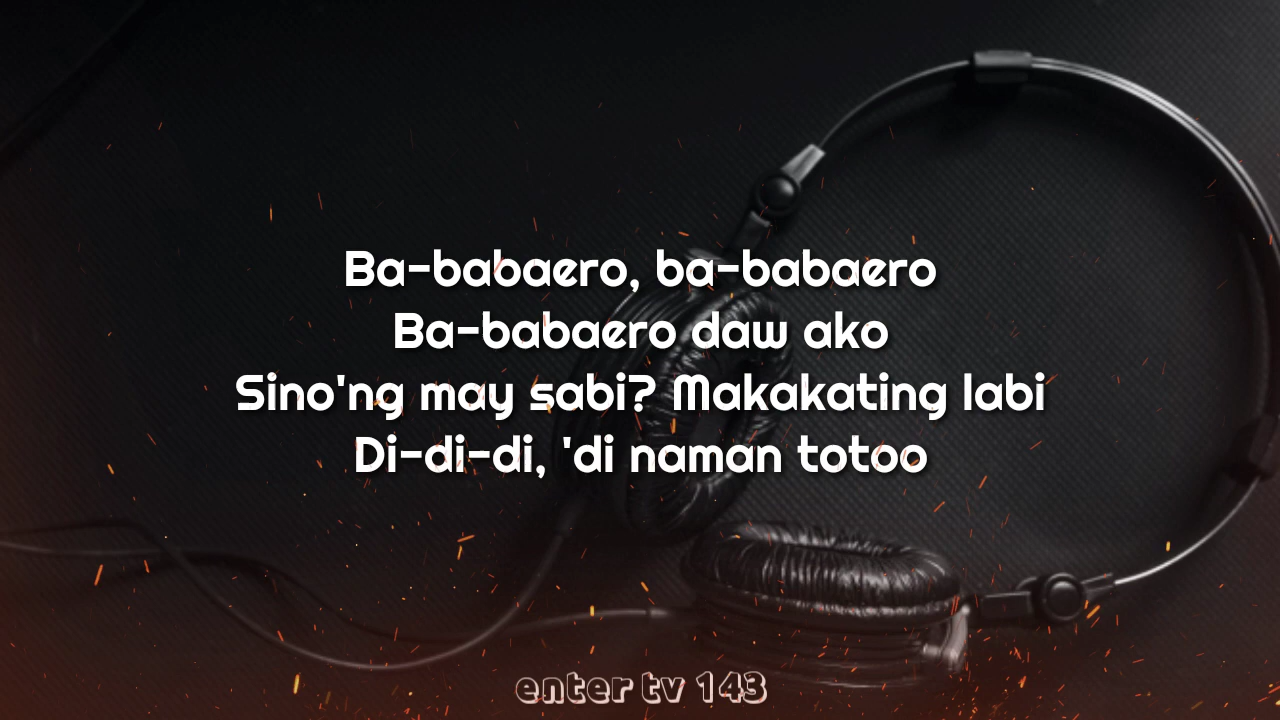 Ba-babaero, ba-babaero
Ba-babaero daw ako
Sino'ng may sabi? Makakating labi
Di-di-di, 'di naman totoo
enter tv 143